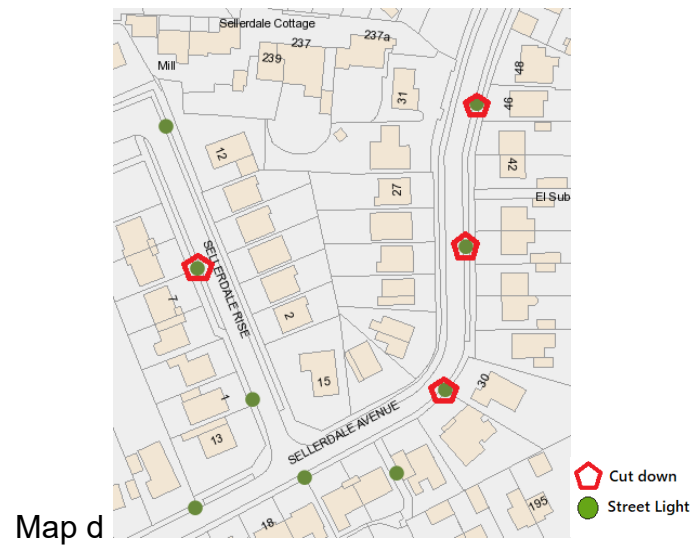 Sellerdale Cottage
237
237a
239
Mill
31
48
46
12
42
27
El Sub
SELLERDALE RISE
7
2
15
30
1
SELLERDALE AVENUE
13
Cut down
195
Street Light
18
Map d